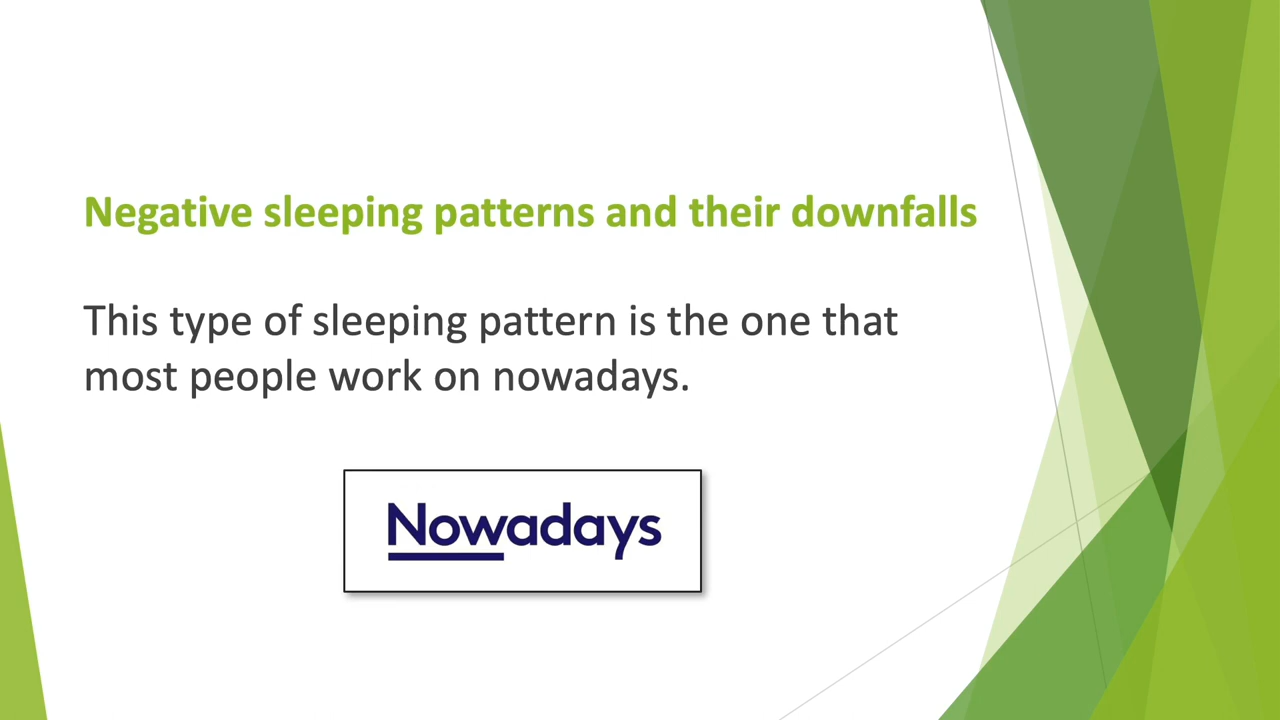 Negative sleeping patterns and their downfalls
This type of sleeping pattern is the one that
most people work on nowadays.
Nowadays